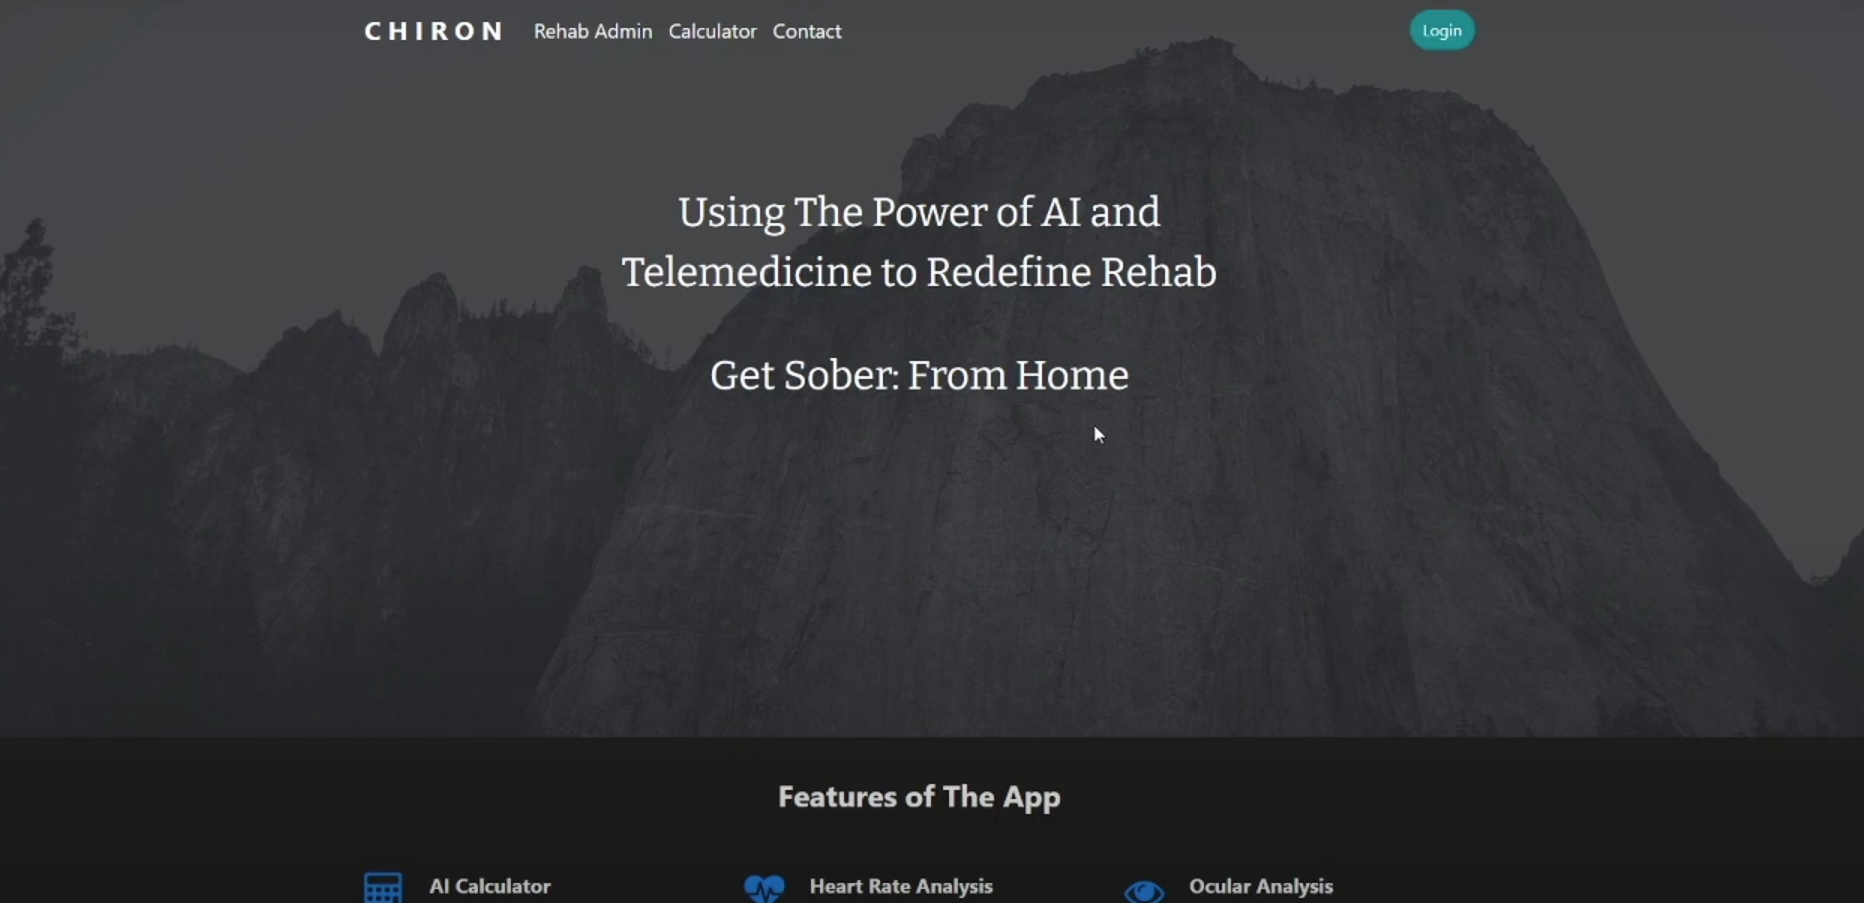 CHIRON Rehab Admin Calculator Contact Login
Using The Power of AI and
Telemedicine to Redefine Rehab
Get Sober: From Home
Features of The App
AI Calculator Heart Rate Analysis Ocular Analysis